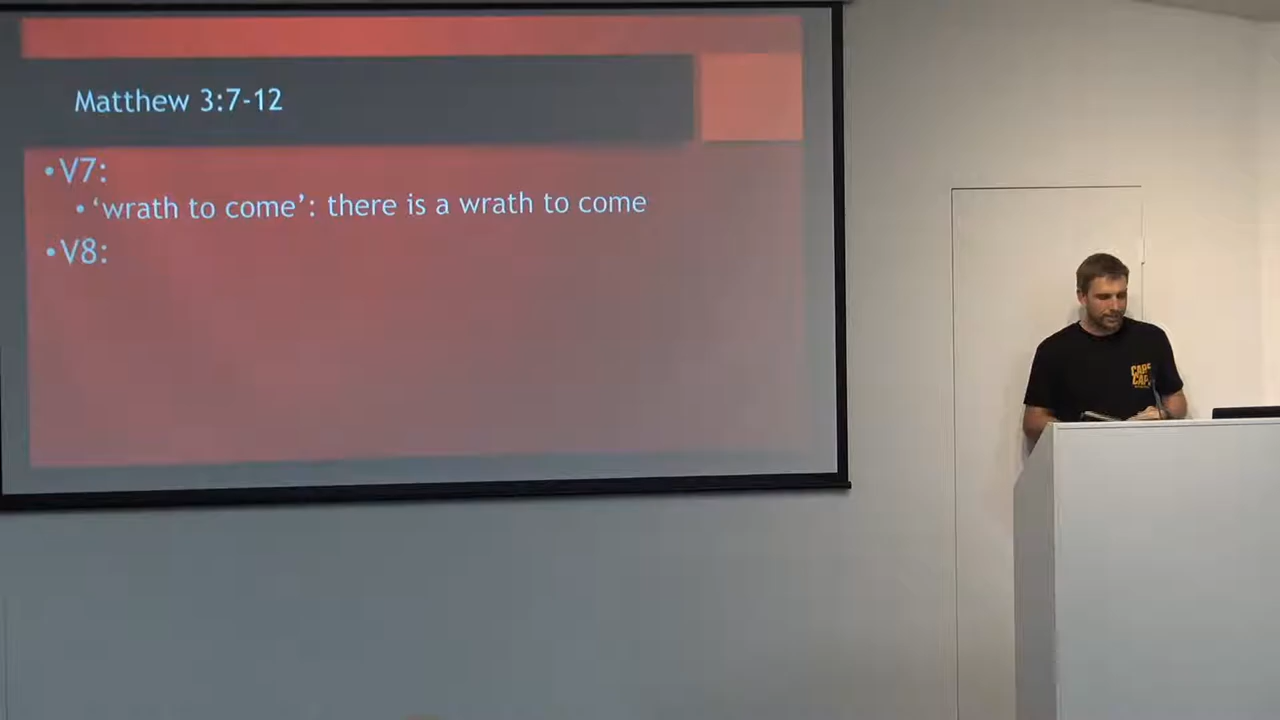 Matthew 3:7-12
•V7:
•‘wrath to come’: there is a wrath to come
•V8: